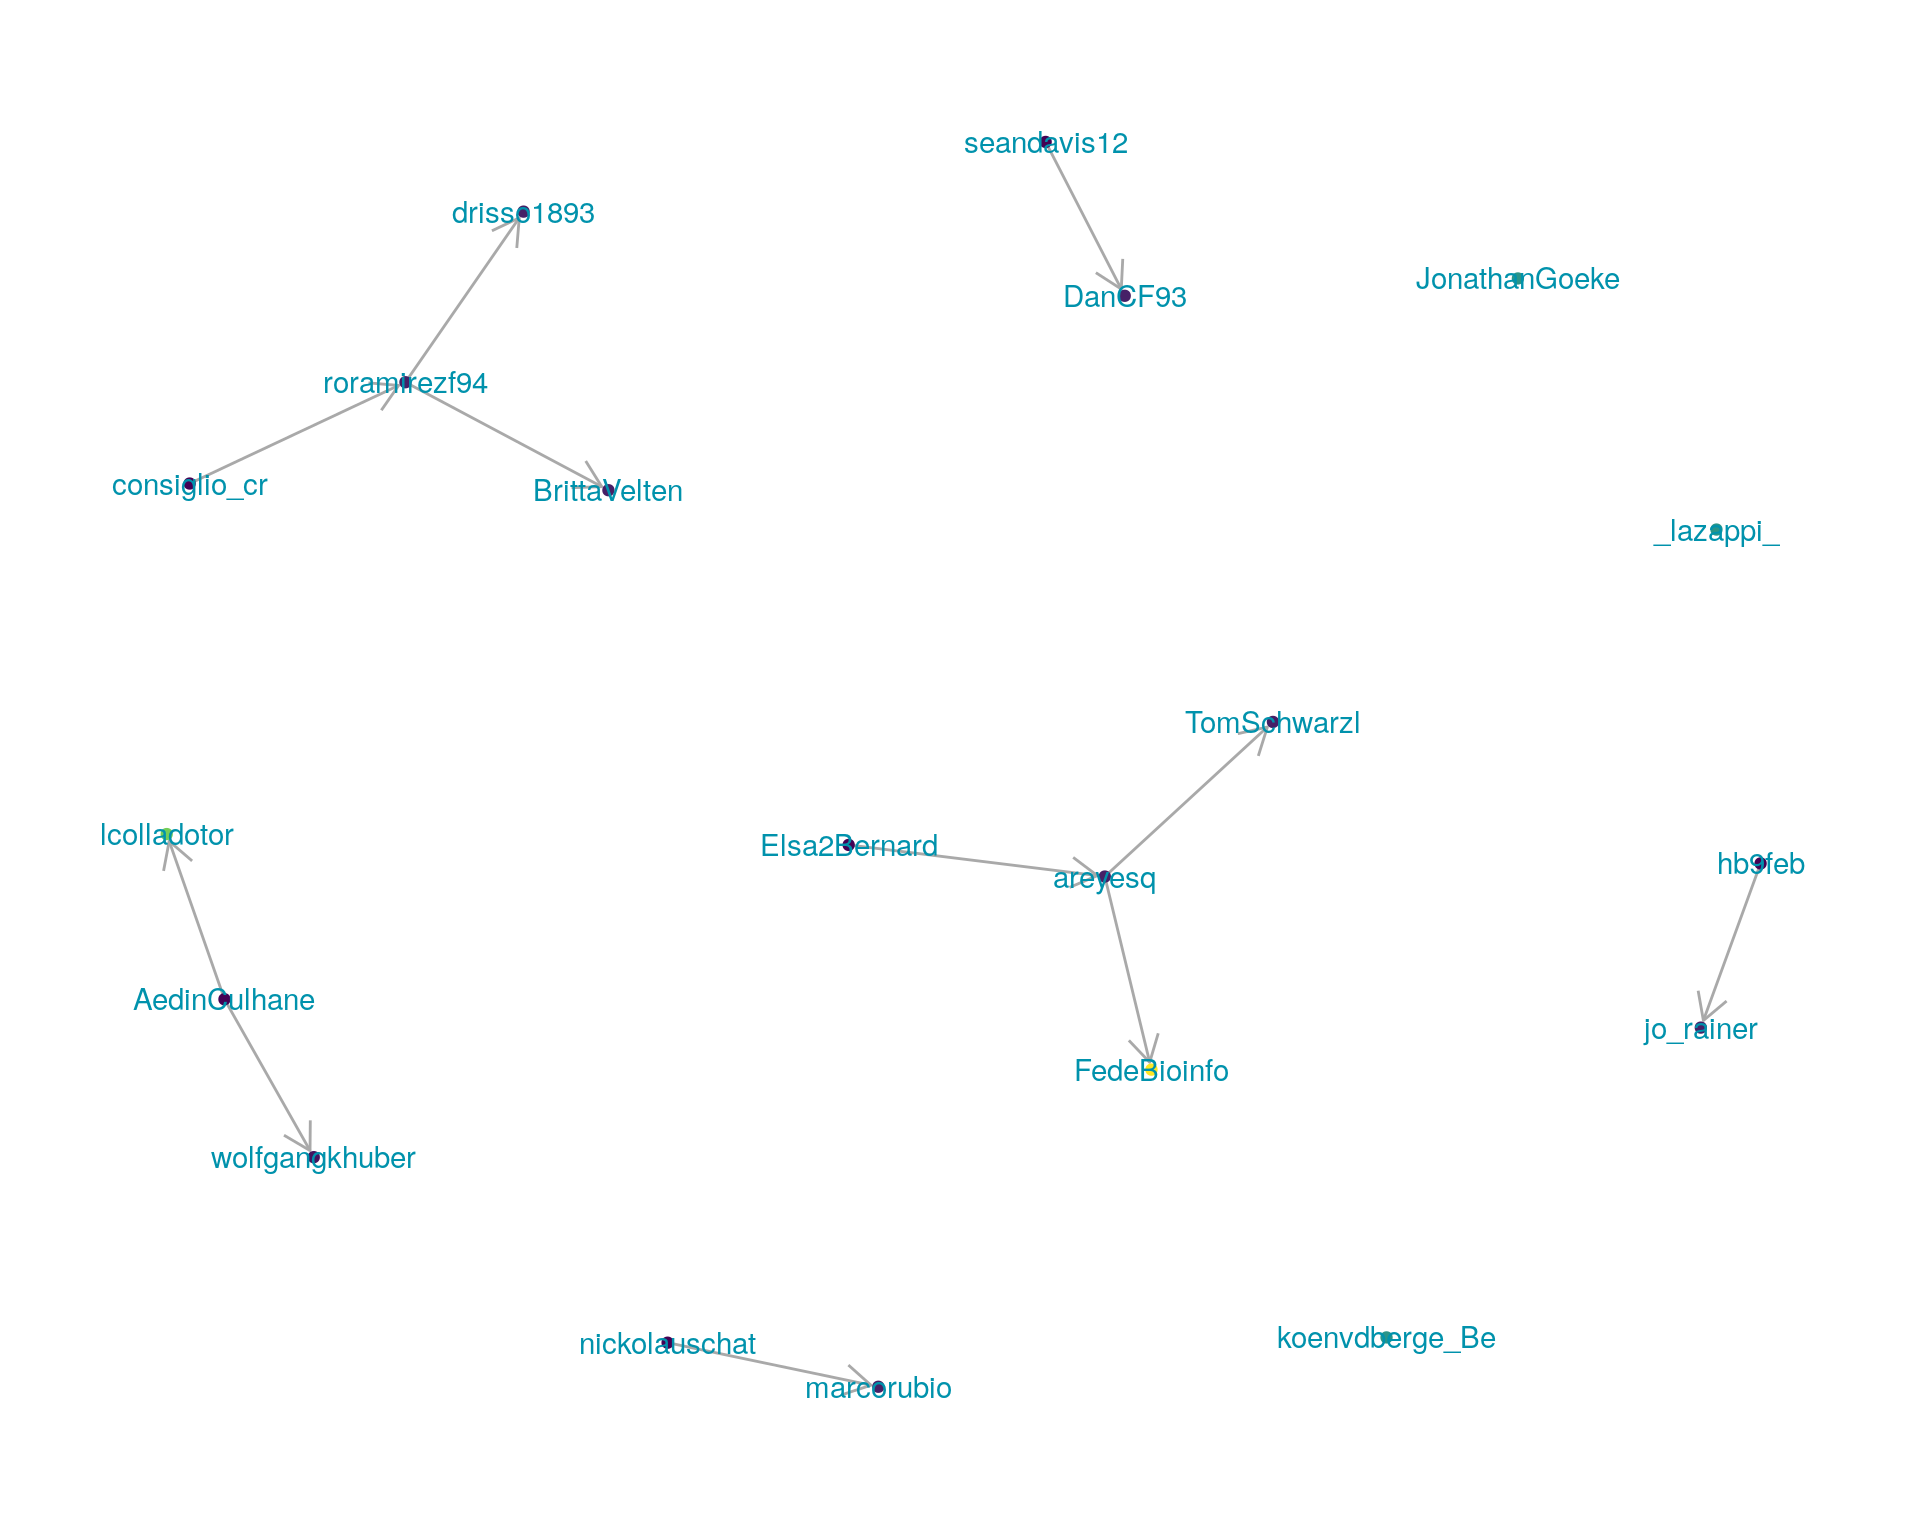 seandavis12
drisso1893
JonathanGoeke
DanCF93
roramirezf94
consiglio_cr
BrittaVelten
_lazappi_
TomSchwarzl
lcolladotor
Elsa2Bernard
hb9feb
areyesq
AedinCulhane
jo_rainer
FedeBioinfo
wolfgangkhuber
koenvdberge_Be
nickolauschat
marcorubio